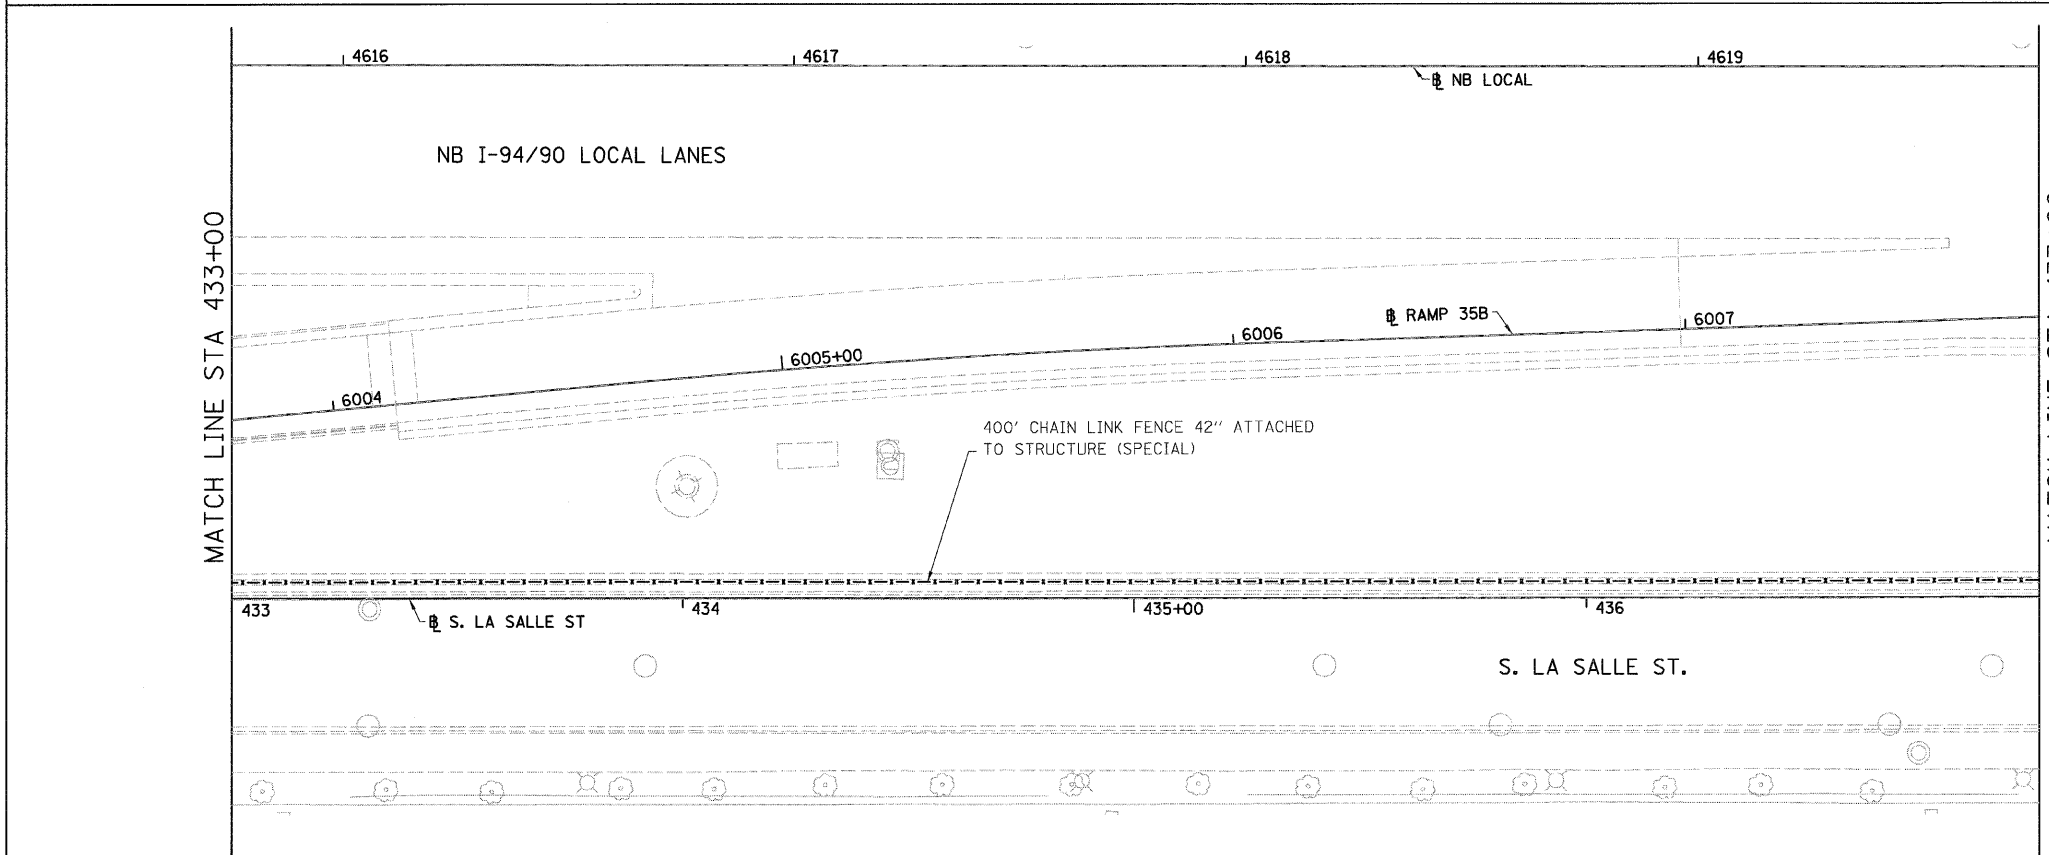 4616
4617
4618
4619
℄ NB LOCAL
NB I-94/90 LOCAL LANES
MATCH LINE STA 433+00
℄ RAMP 35B
6007
6006
6005+00
6004
400' CHAIN LINK FENCE 42'' ATTACHED
TO STRUCTURE (SPECIAL)
433
434
435+00
436
℄ S. LA SALLE ST
S. LA SALLE ST.